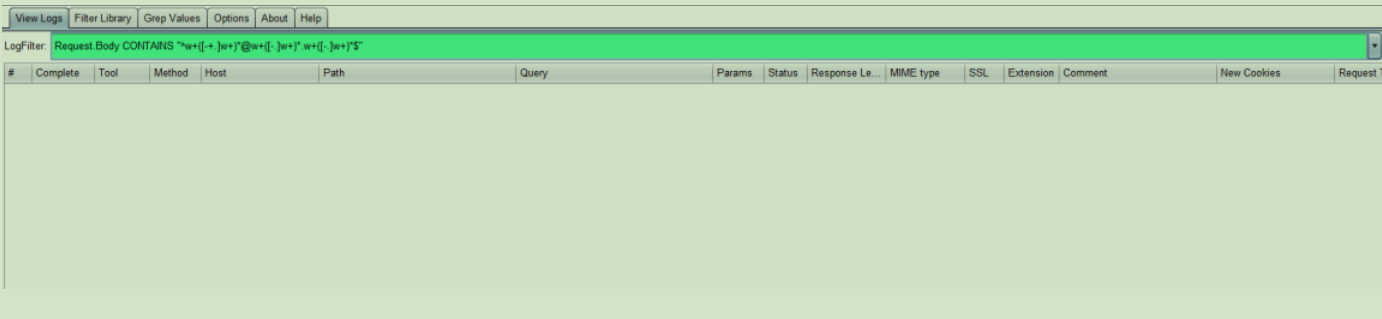 View Logs Filter Library Grep Values Options About Help
LogFilter: Request.Body CONTAINS "^w+([-+.]w+)*@w+([-.]w+)*.w+([-.]w+)*$"
# Complete Tool Method Host Path Query Params Status Response Le... MIME type SSL Extension Comment New Cookies Request T